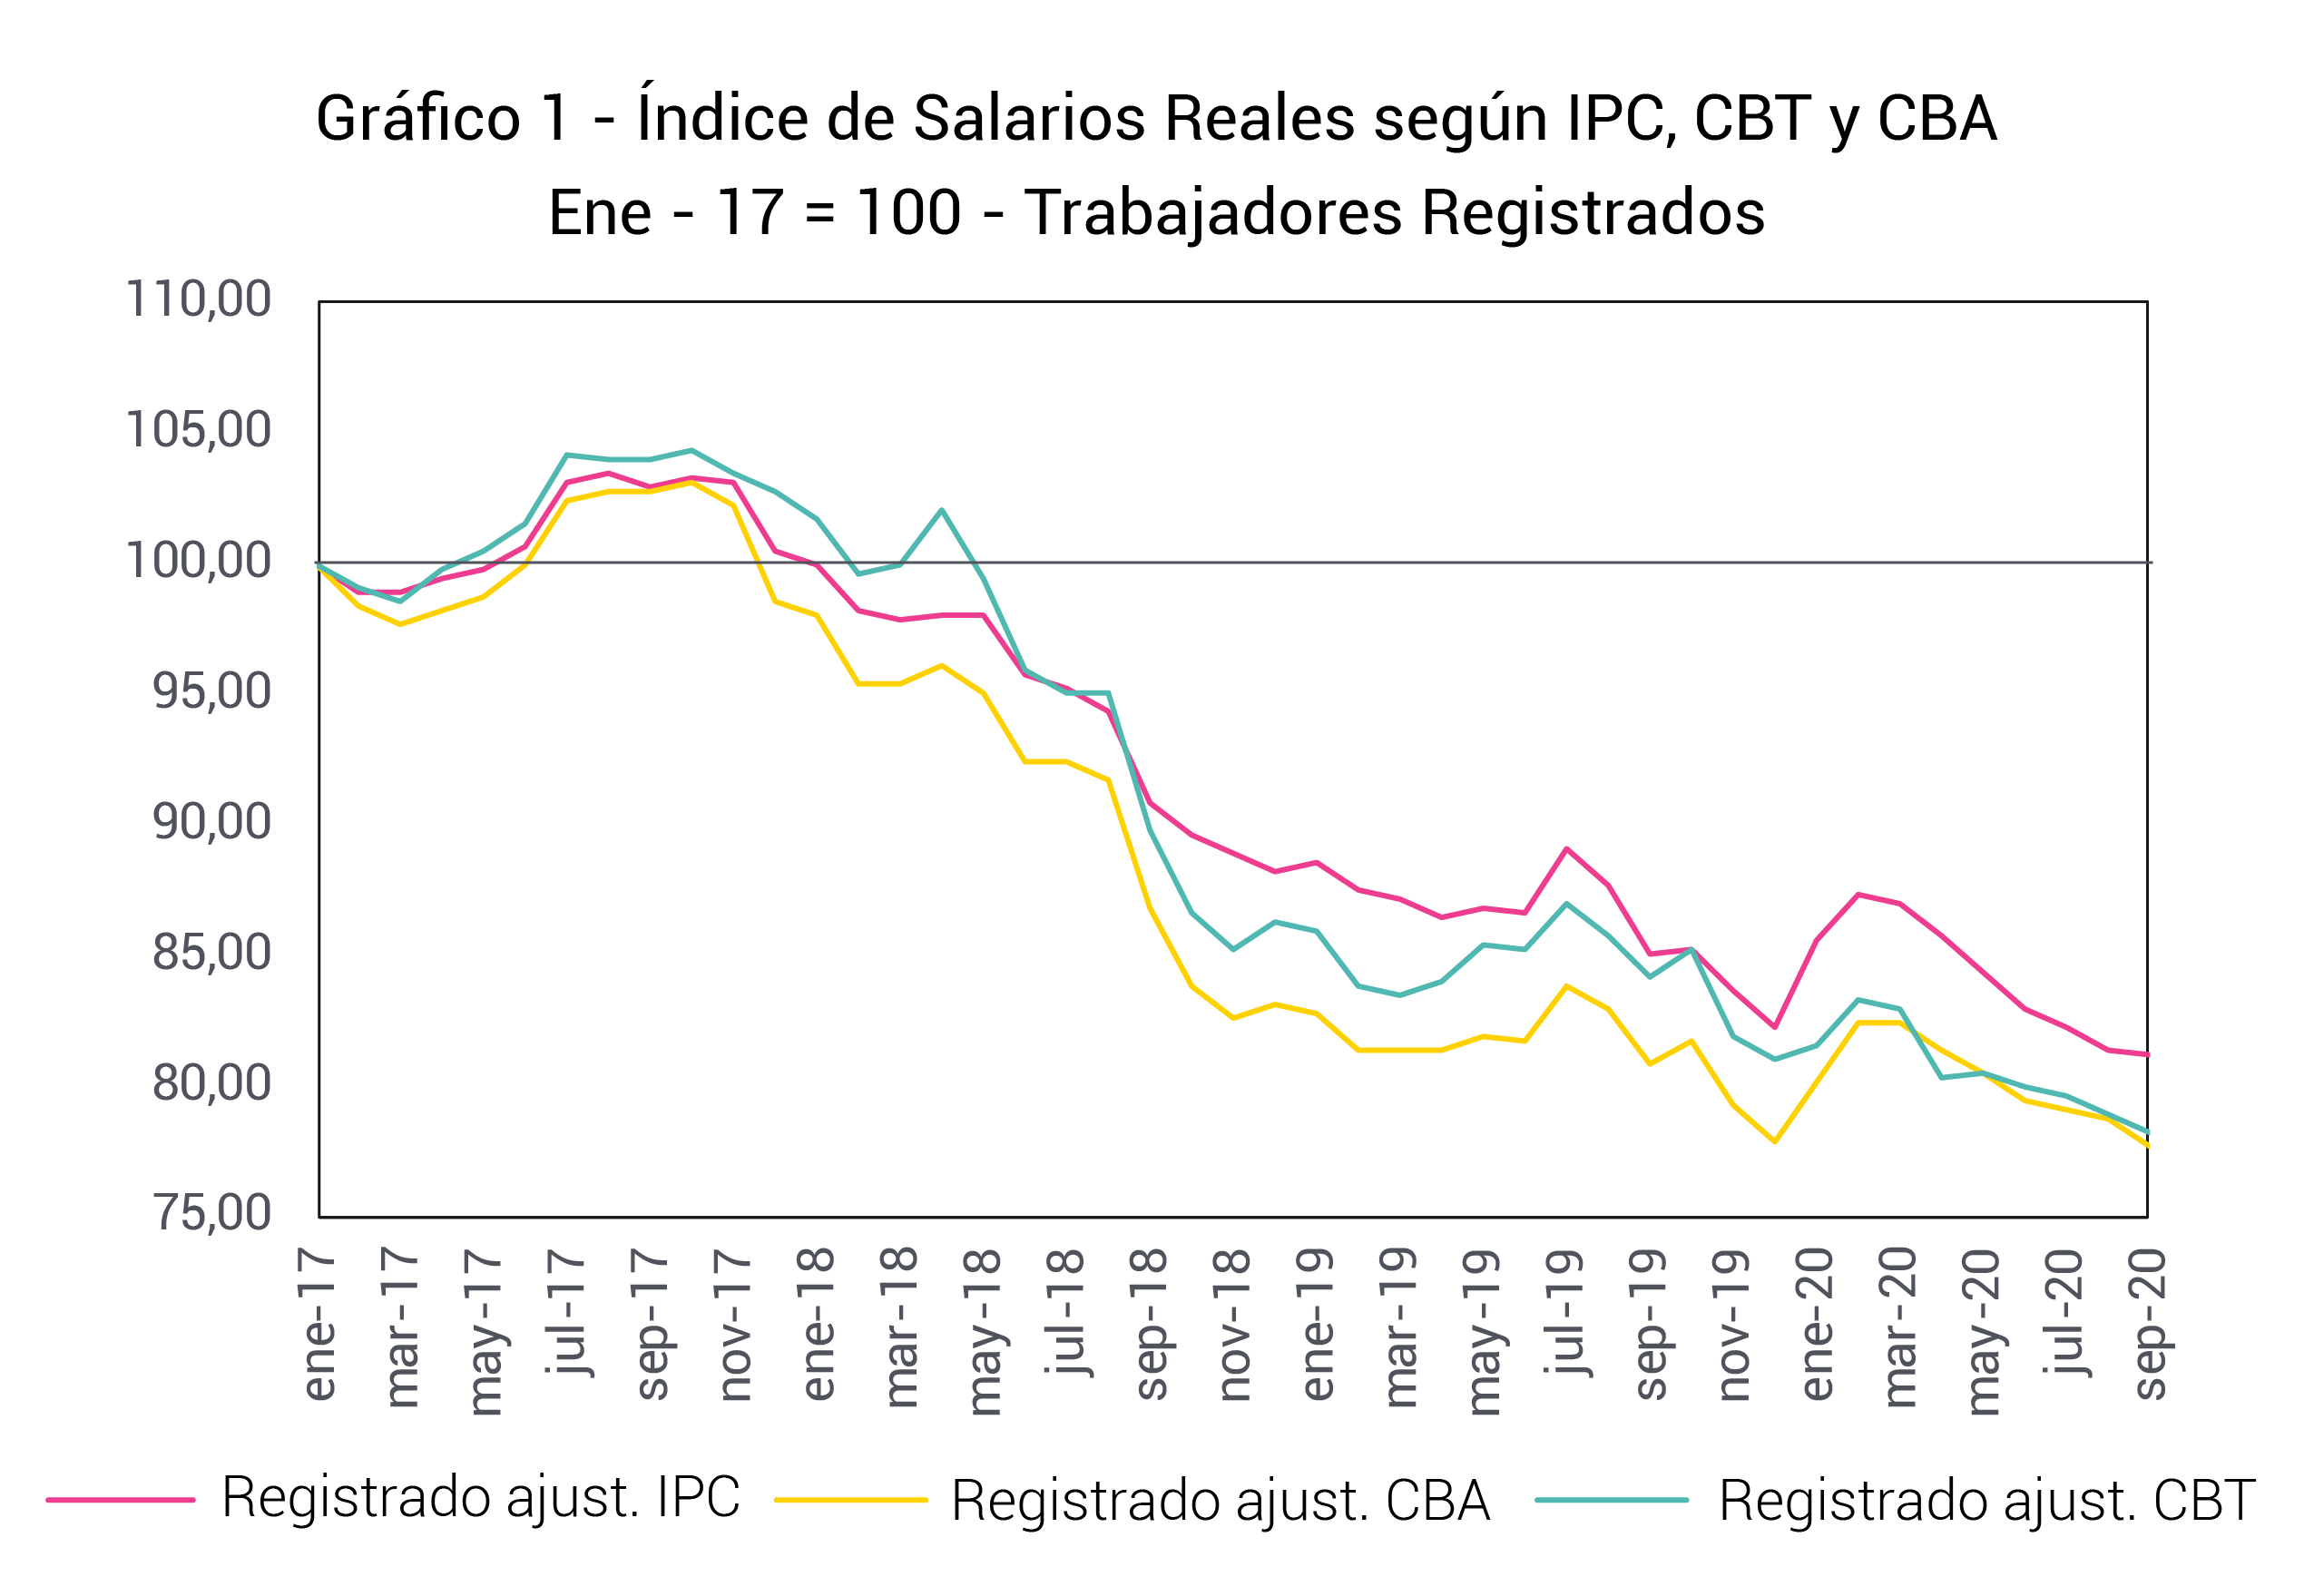 Gráfico 1 - Índice de Salarios Reales según IPC, CBT y CBA
Ene - 17 = 100 - Trabajadores Registrados
110,00
105,00
100,00
95,00
90,00
85,00
80,00
75,00
ene-17
mar-17
may-17
jul-17
sep-17
nov-17
ene-18
mar-18
may-18
jul-18
sep-18
nov-18
ene-19
mar-19
may-19
jul-19
sep-19
nov-19
ene-20
mar-20
may-20
jul-20
sep-20
Registrado ajust. IPC
Registrado ajust. CBA
Registrado ajust. CBT